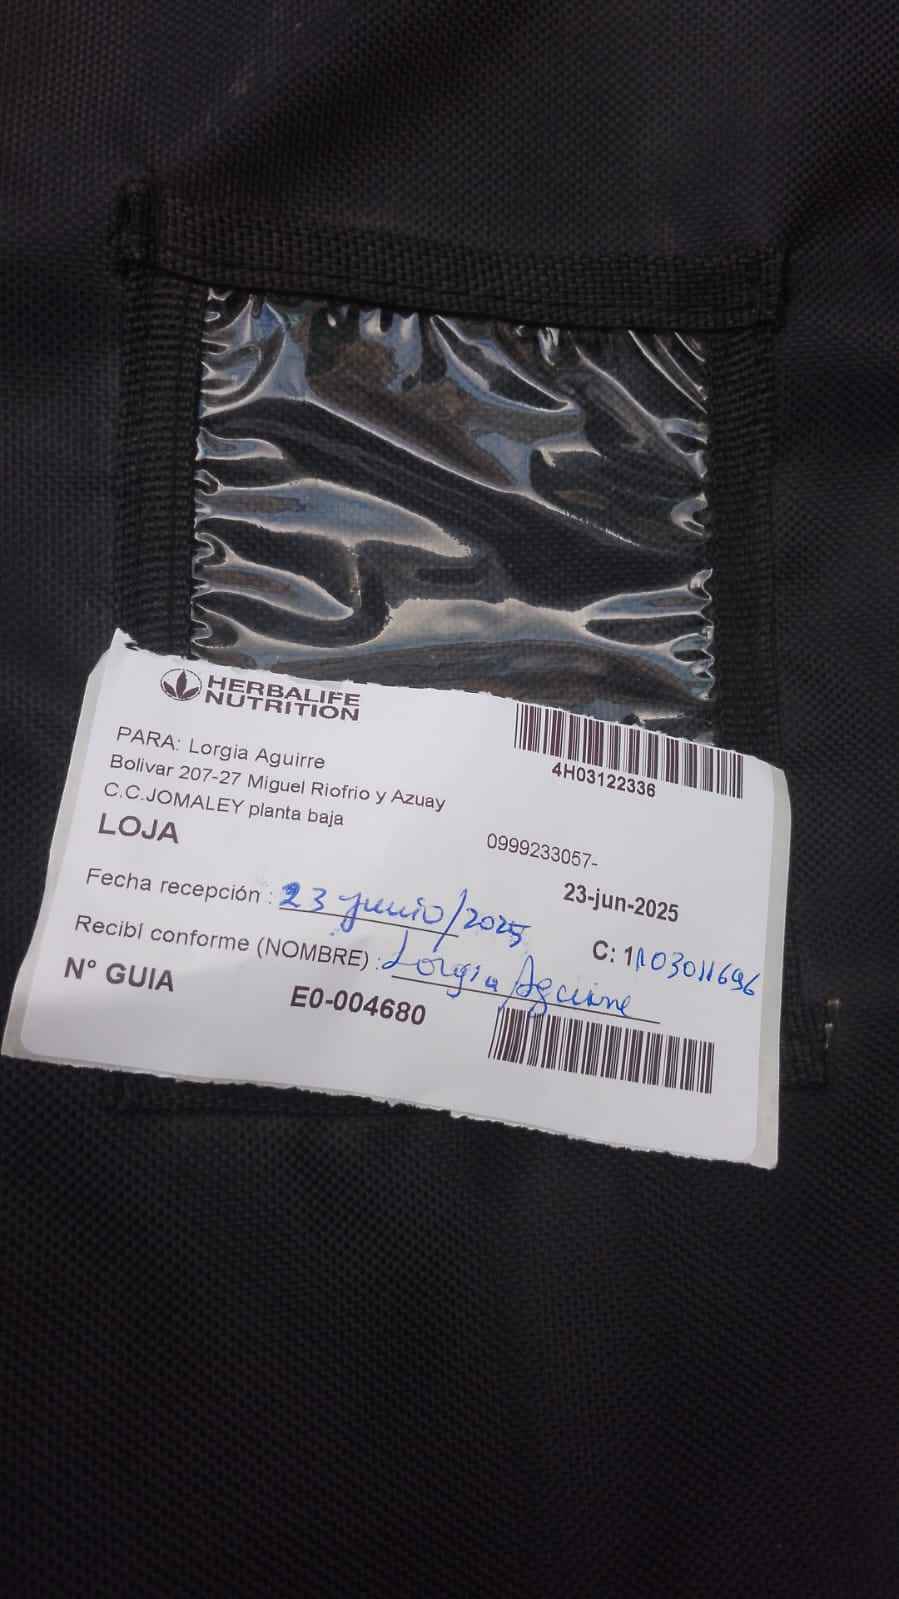 HERBALIFE
NUTRITION
4H03122336
PARA: Lorgia Aguirre
Bolivar 207-27 Miguel Riofrio y Azuay
C.C.JOMALEY planta baja
LOJA
0999233057-
23-jun-2025
Fecha recepción : 23 junio/2025
C: 1 1103011696
Recibí conforme (NOMBRE) : Lorgia Aguirre
N° GUIA
E0-004680